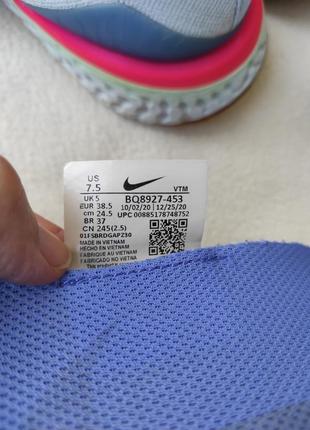 US
7.5
UK 5
EUR 38.5
cm 24.5
BR 37
CN 245(2.5)
VTM
BQ8927-453
10/02/20 12/25/20
UPC 00885178748752
01FSBRDGAPZ30
MADE IN VIETNAM
HECHO EN VIETNAM
FABRIQUE AU VIETNAM
FABRICADO NO VIETNAM